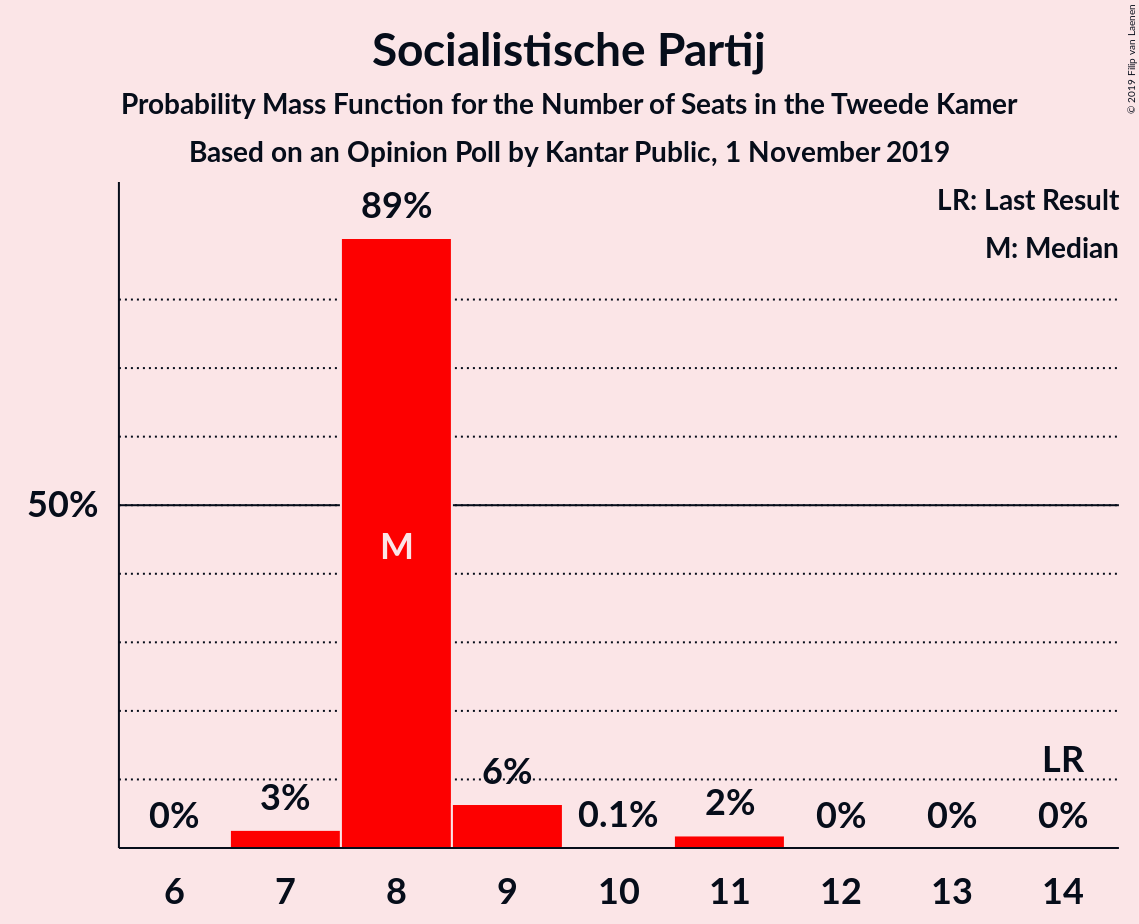 Socialistische Partij
Probability Mass Function for the Number of Seats in the Tweede Kamer
Based on an Opinion Poll by Kantar Public, 1 November 2019
© 2019 Filip van Laenen
LR: Last Result
M: Median
89%
50%
M
LR
0%
3%
6%
0.1%
2%
0%
0%
0%
6
7
8
9
10
11
12
13
14